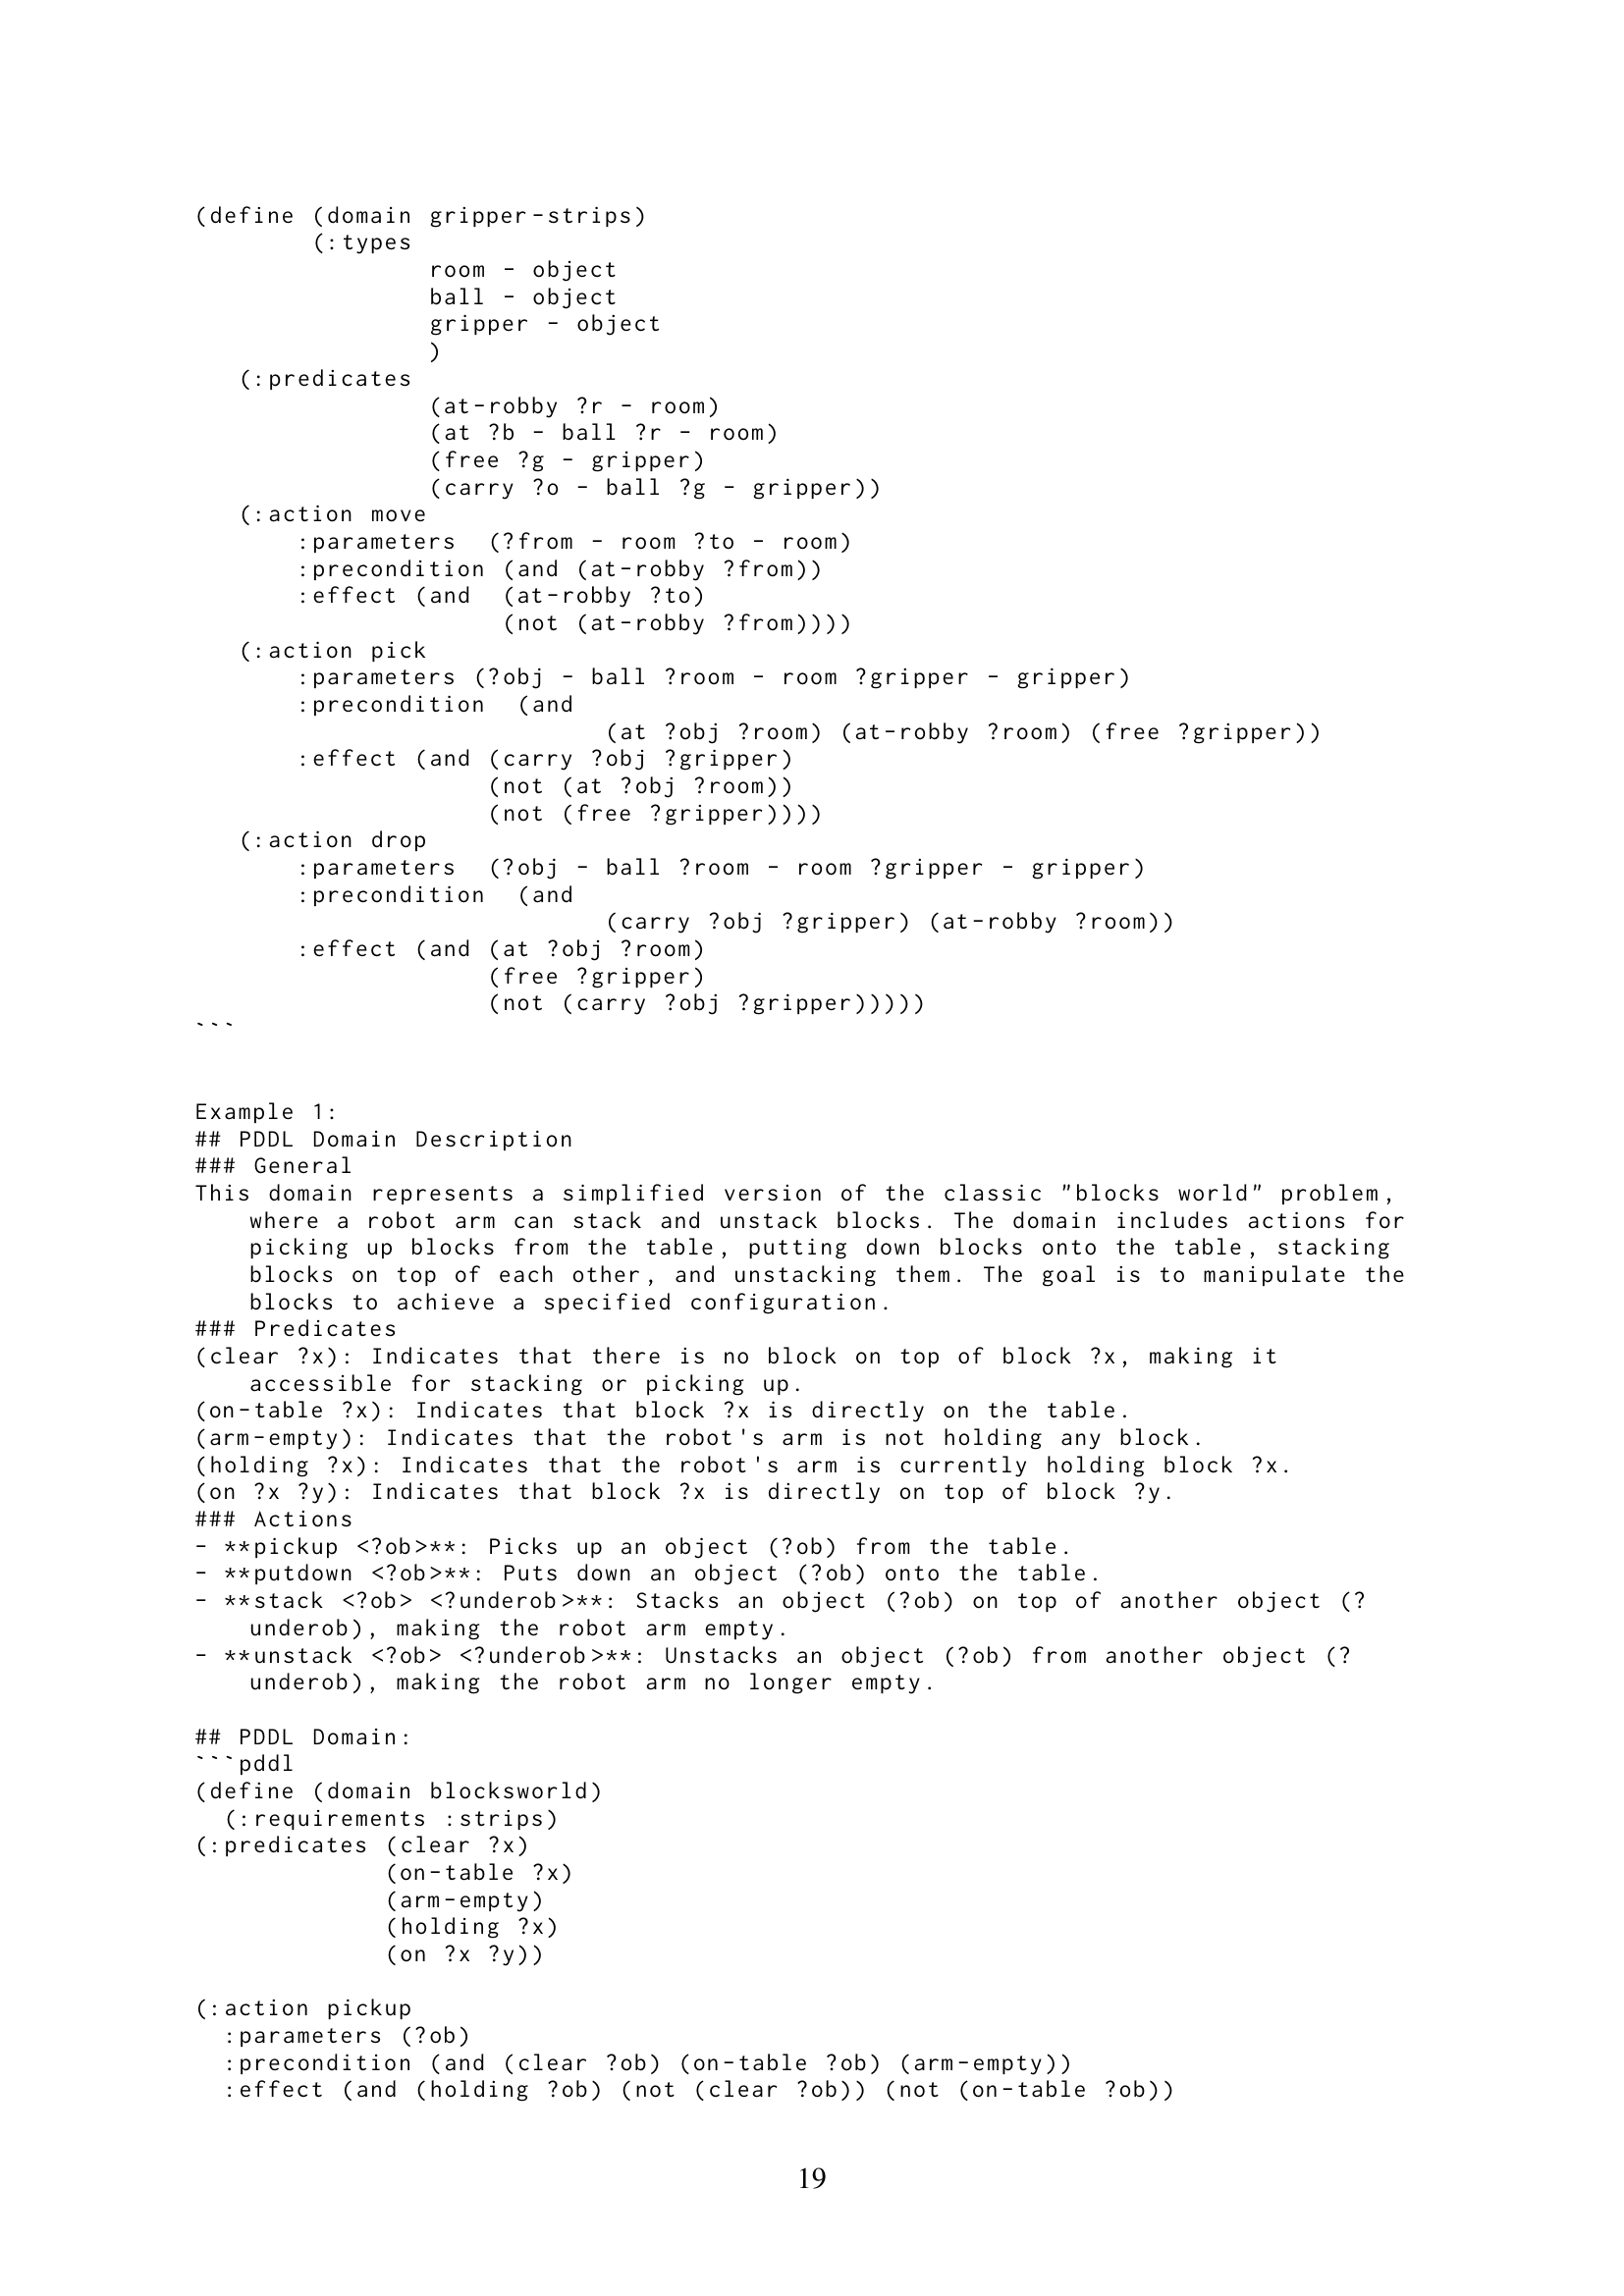 (define (domain gripper-strips)
(:types
room - object
ball - object
gripper - object
)
(:predicates
(at-robby ?r - room)
(at ?b - ball ?r - room)
(free ?g - gripper)
(carry ?o - ball ?g - gripper))
(:action move
:parameters  (?from - room ?to - room)
:precondition (and (at-robby ?from))
:effect (and  (at-robby ?to)
(not (at-robby ?from))))
(:action pick
:parameters (?obj - ball ?room - room ?gripper - gripper)
:precondition  (and
(at ?obj ?room) (at-robby ?room) (free ?gripper))
:effect (and (carry ?obj ?gripper)
(not (at ?obj ?room))
(not (free ?gripper))))
(:action drop
:parameters  (?obj - ball ?room - room ?gripper - gripper)
:precondition  (and
(carry ?obj ?gripper) (at-robby ?room))
:effect (and (at ?obj ?room)
(free ?gripper)
(not (carry ?obj ?gripper)))))
```
Example 1:
## PDDL Domain Description
### General
This domain represents a simplified version of the classic "blocks world" problem,
where a robot arm can stack and unstack blocks. The domain includes actions for
picking up blocks from the table, putting down blocks onto the table, stacking
blocks on top of each other, and unstacking them. The goal is to manipulate the
blocks to achieve a specified configuration.
### Predicates
(clear ?x): Indicates that there is no block on top of block ?x, making it
accessible for stacking or picking up.
(on-table ?x): Indicates that block ?x is directly on the table.
(arm-empty): Indicates that the robot's arm is not holding any block.
(holding ?x): Indicates that the robot's arm is currently holding block ?x.
(on ?x ?y): Indicates that block ?x is directly on top of block ?y.
### Actions
- **pickup <?ob>**: Picks up an object (?ob) from the table.
- **putdown <?ob>**: Puts down an object (?ob) onto the table.
- **stack <?ob> <?underob>**: Stacks an object (?ob) on top of another object (?
underob), making the robot arm empty.
- **unstack <?ob> <?underob>**: Unstacks an object (?ob) from another object (?
underob), making the robot arm no longer empty.
## PDDL Domain:
```pddl
(define (domain blocksworld)
(:requirements :strips)
(:predicates (clear ?x)
(on-table ?x)
(arm-empty)
(holding ?x)
(on ?x ?y))
(:action pickup
:parameters (?ob)
:precondition (and (clear ?ob) (on-table ?ob) (arm-empty))
:effect (and (holding ?ob) (not (clear ?ob)) (not (on-table ?ob))
19